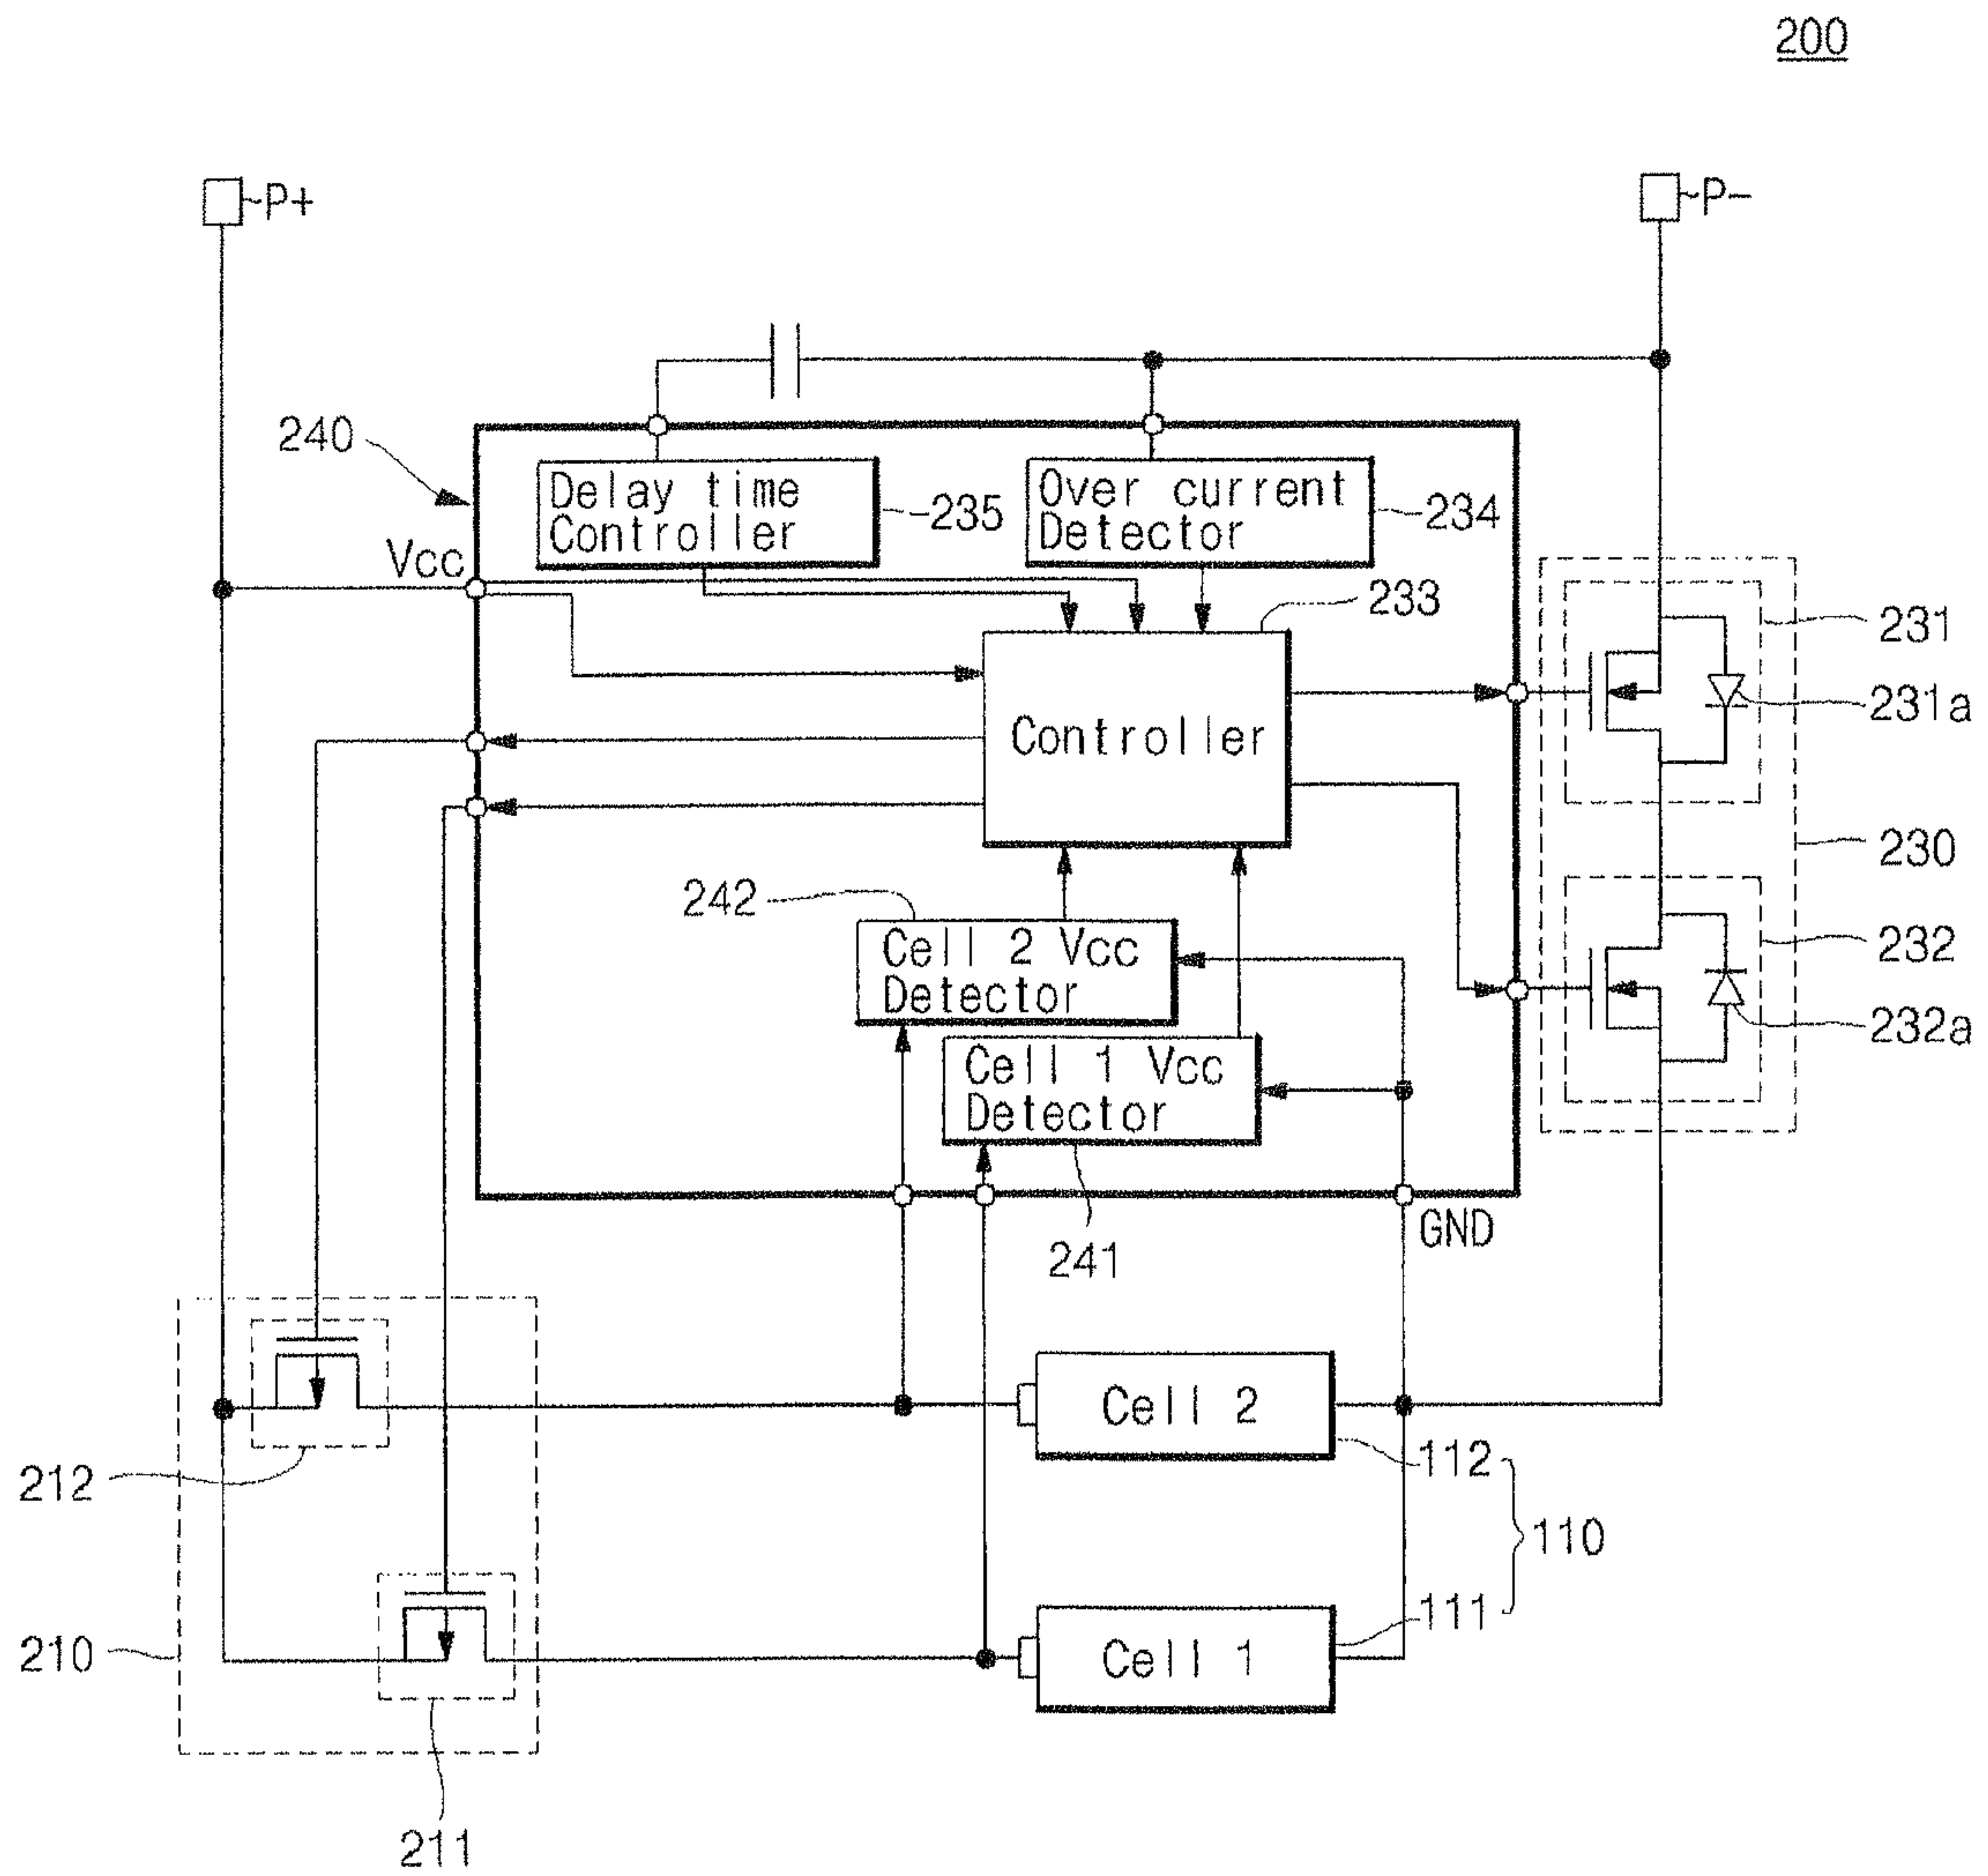 200
P+
P-
240
Delay time
Controller
235
Over current
Detector
234
Vcc
233
231
231a
Controller
230
242
Cell 2 Vcc
Detector
232
232a
Cell 1 Vcc
Detector
GND
241
Cell 2
112
212
110
111
Cell 1
210
211